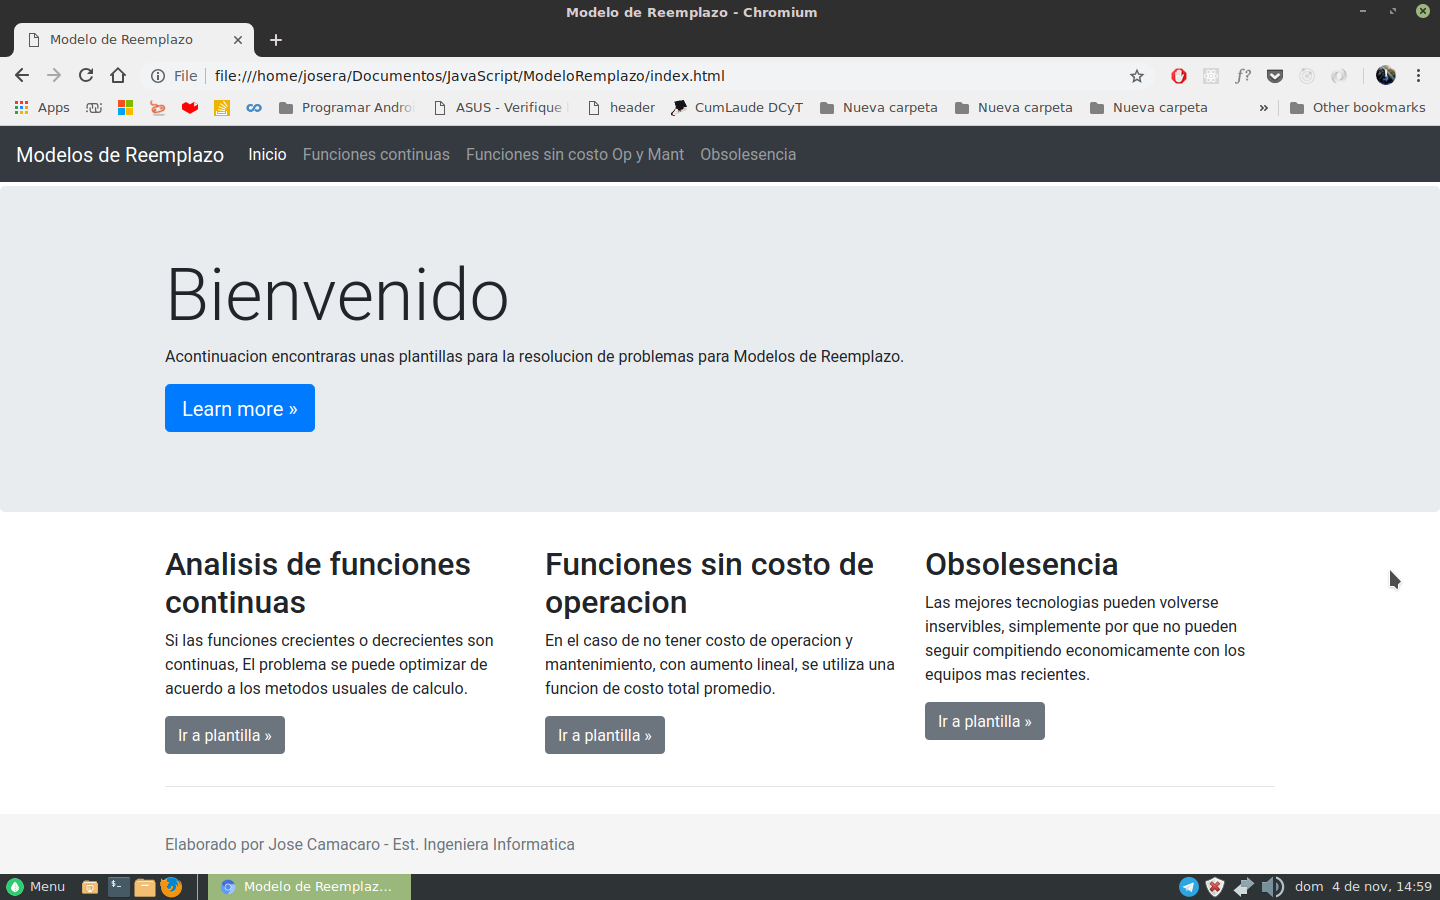 Modelo de Reemplazo - Chromium
Modelo de Reemplazo
File file:///home/josera/Documentos/JavaScript/ModeloRemplazo/index.html
Apps Programar Andro ASUS - Verifique header CumLaude DCyT Nueva carpeta Nueva carpeta Nueva carpeta » Other bookmarks
Modelos de Reemplazo Inicio Funciones continuas Funciones sin costo Op y Mant Obsolesencia
Bienvenido
Acontinuacion encontraras unas plantillas para la resolucion de problemas para Modelos de Reemplazo.
Learn more »
Analisis de funciones
continuas
Si las funciones crecientes o decrecientes son
continuas, El problema se puede optimizar de
acuerdo a los metodos usuales de calculo.
Ir a plantilla »
Funciones sin costo de
operacion
En el caso de no tener costo de operacion y
mantenimiento, con aumento lineal, se utiliza una
funcion de costo total promedio.
Ir a plantilla »
Obsolesencia
Las mejores tecnologias pueden volverse
inservibles, simplemente por que no pueden
seguir compitiendo economicamente con los
equipos mas recientes.
Ir a plantilla »
Elaborado por Jose Camacaro - Est. Ingeniera Informatica
Menu Modelo de Reemplaz... dom 4 de nov, 14:59